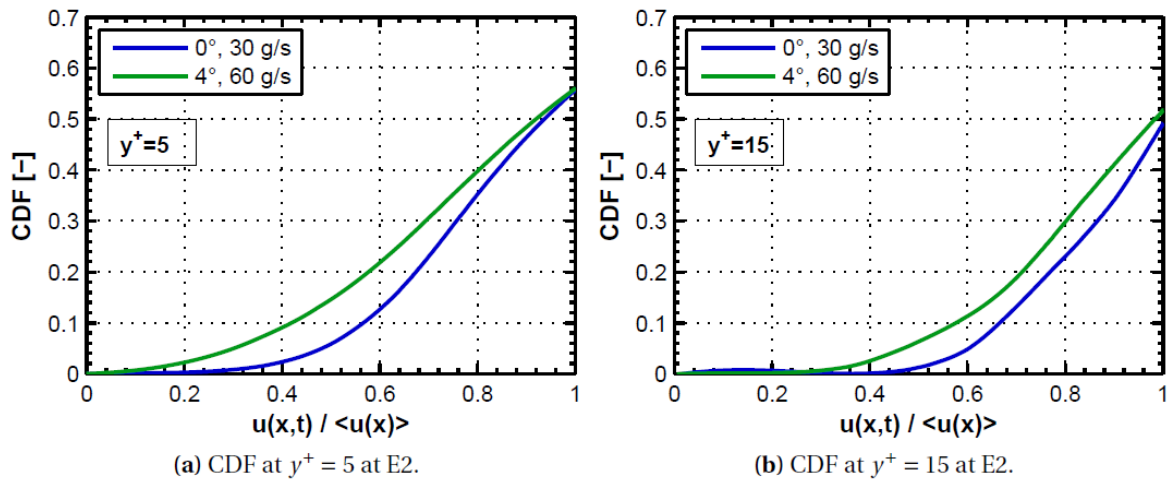 0.7
0.6
0.5
0.4
0.3
0.2
0.1
0
CDF [−]
0°, 30 g/s
4°, 60 g/s
y+=5
0 0.2 0.4 0.6 0.8 1
u(x,t) / <u(x)>
(a) CDF at y+ = 5 at E2.
0.7
0.6
0.5
0.4
0.3
0.2
0.1
0
CDF [−]
0°, 30 g/s
4°, 60 g/s
y+=15
0 0.2 0.4 0.6 0.8 1
u(x,t) / <u(x)>
(b) CDF at y+ = 15 at E2.